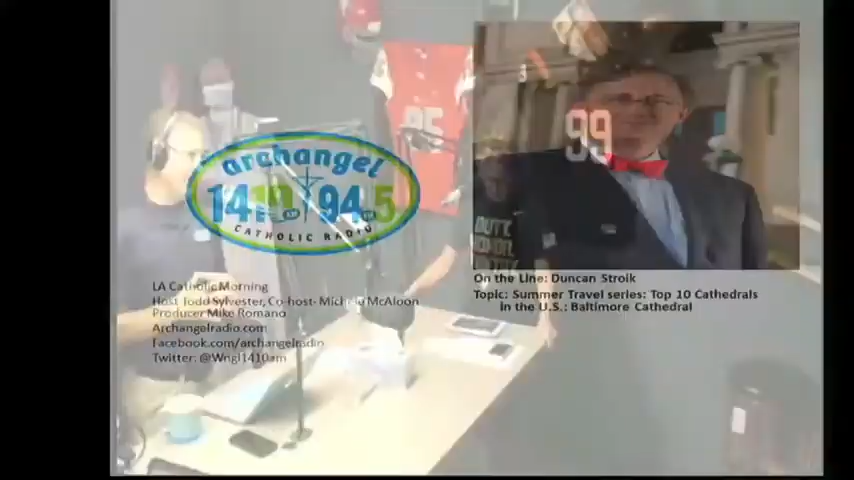 archangel
1410 AM 94.5
CATHOLIC RADIO
LA Catholic Morning
Host Todd Sylvester, Co-host- Michele McAloon
Producer Mike Romano
Archangelradio.com
Facebook.com/archangelradio
Twitter: @Wngl1410am
99
On the Line: Duncan Stroik
Topic: Summer Travel series: Top 10 Cathedrals
in the U.S.: Baltimore Cathedral